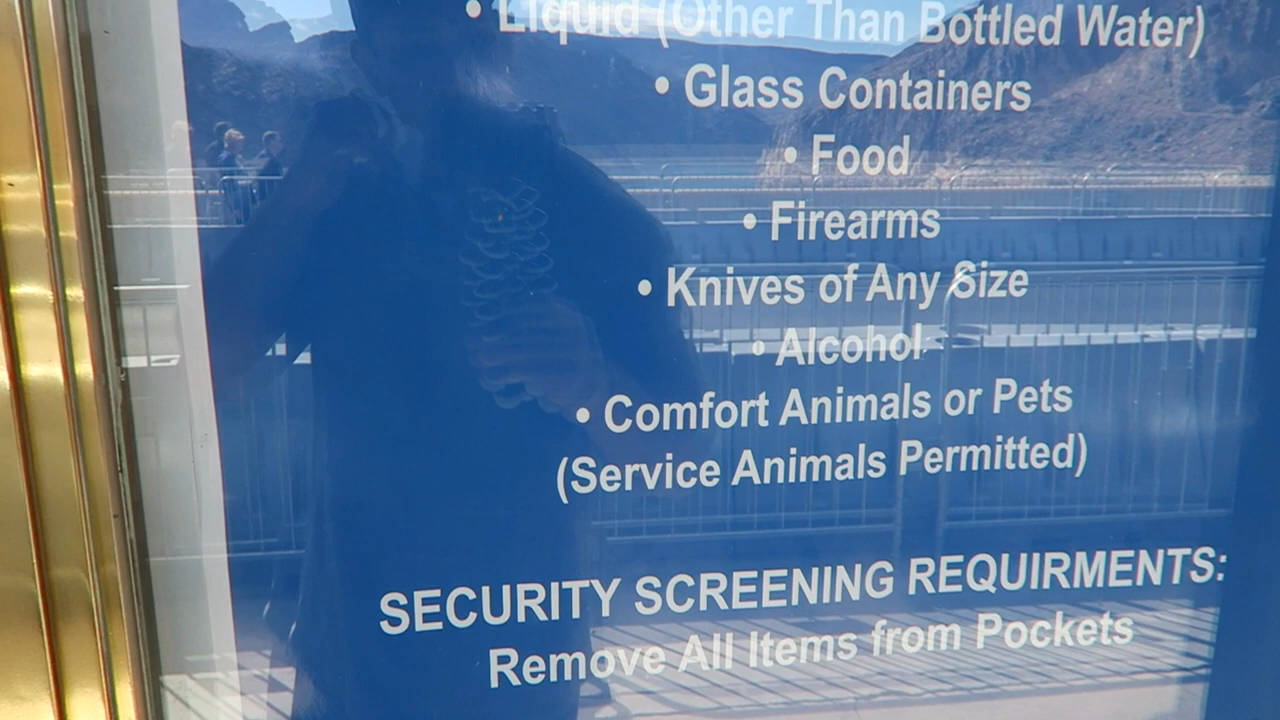 • Liquid (Other Than Bottled Water)
• Glass Containers
• Food
• Firearms
• Knives of Any Size
• Alcohol
• Comfort Animals or Pets
(Service Animals Permitted)
SECURITY SCREENING REQUIRMENTS:
Remove All Items from Pockets